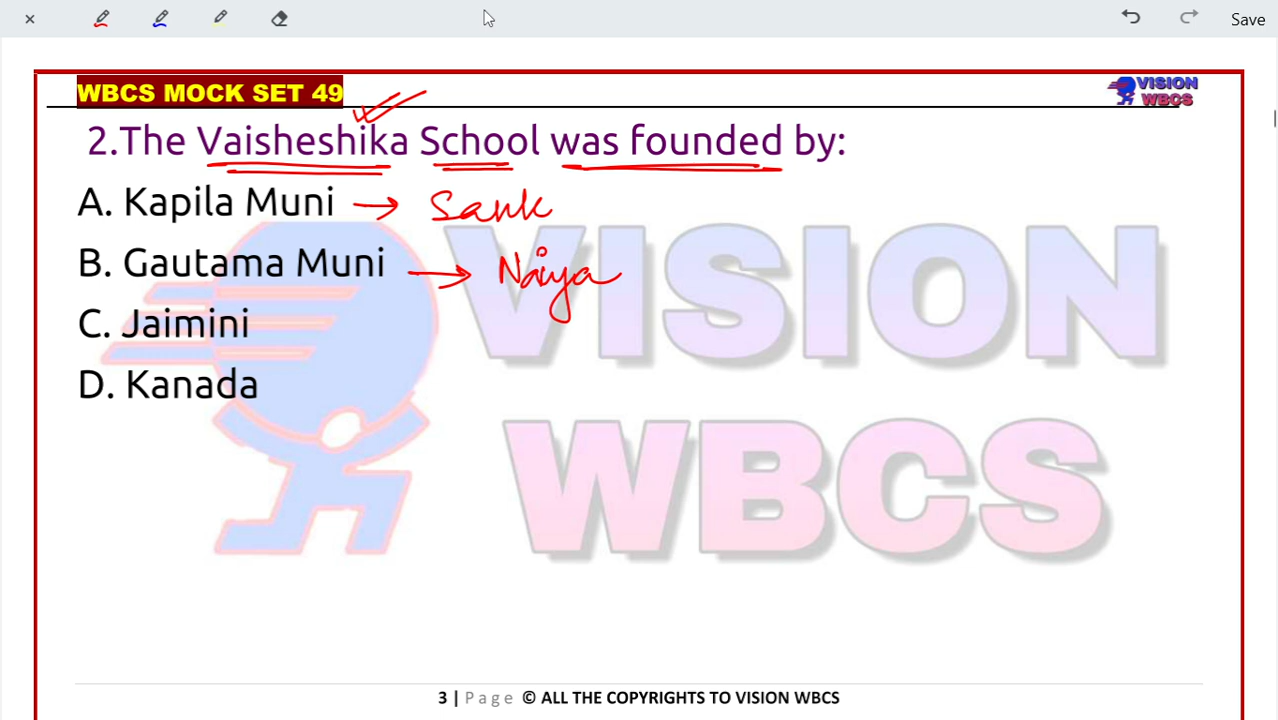 Save
WBCS MOCK SET 49
VISION
WBCS
2.The Vaisheshika School was founded by:
A. Kapila Muni → Sank
B. Gautama Muni → Naiya
C. Jaimini
D. Kanada
VISION
WBCS
3 | Page © ALL THE COPYRIGHTS TO VISION WBCS